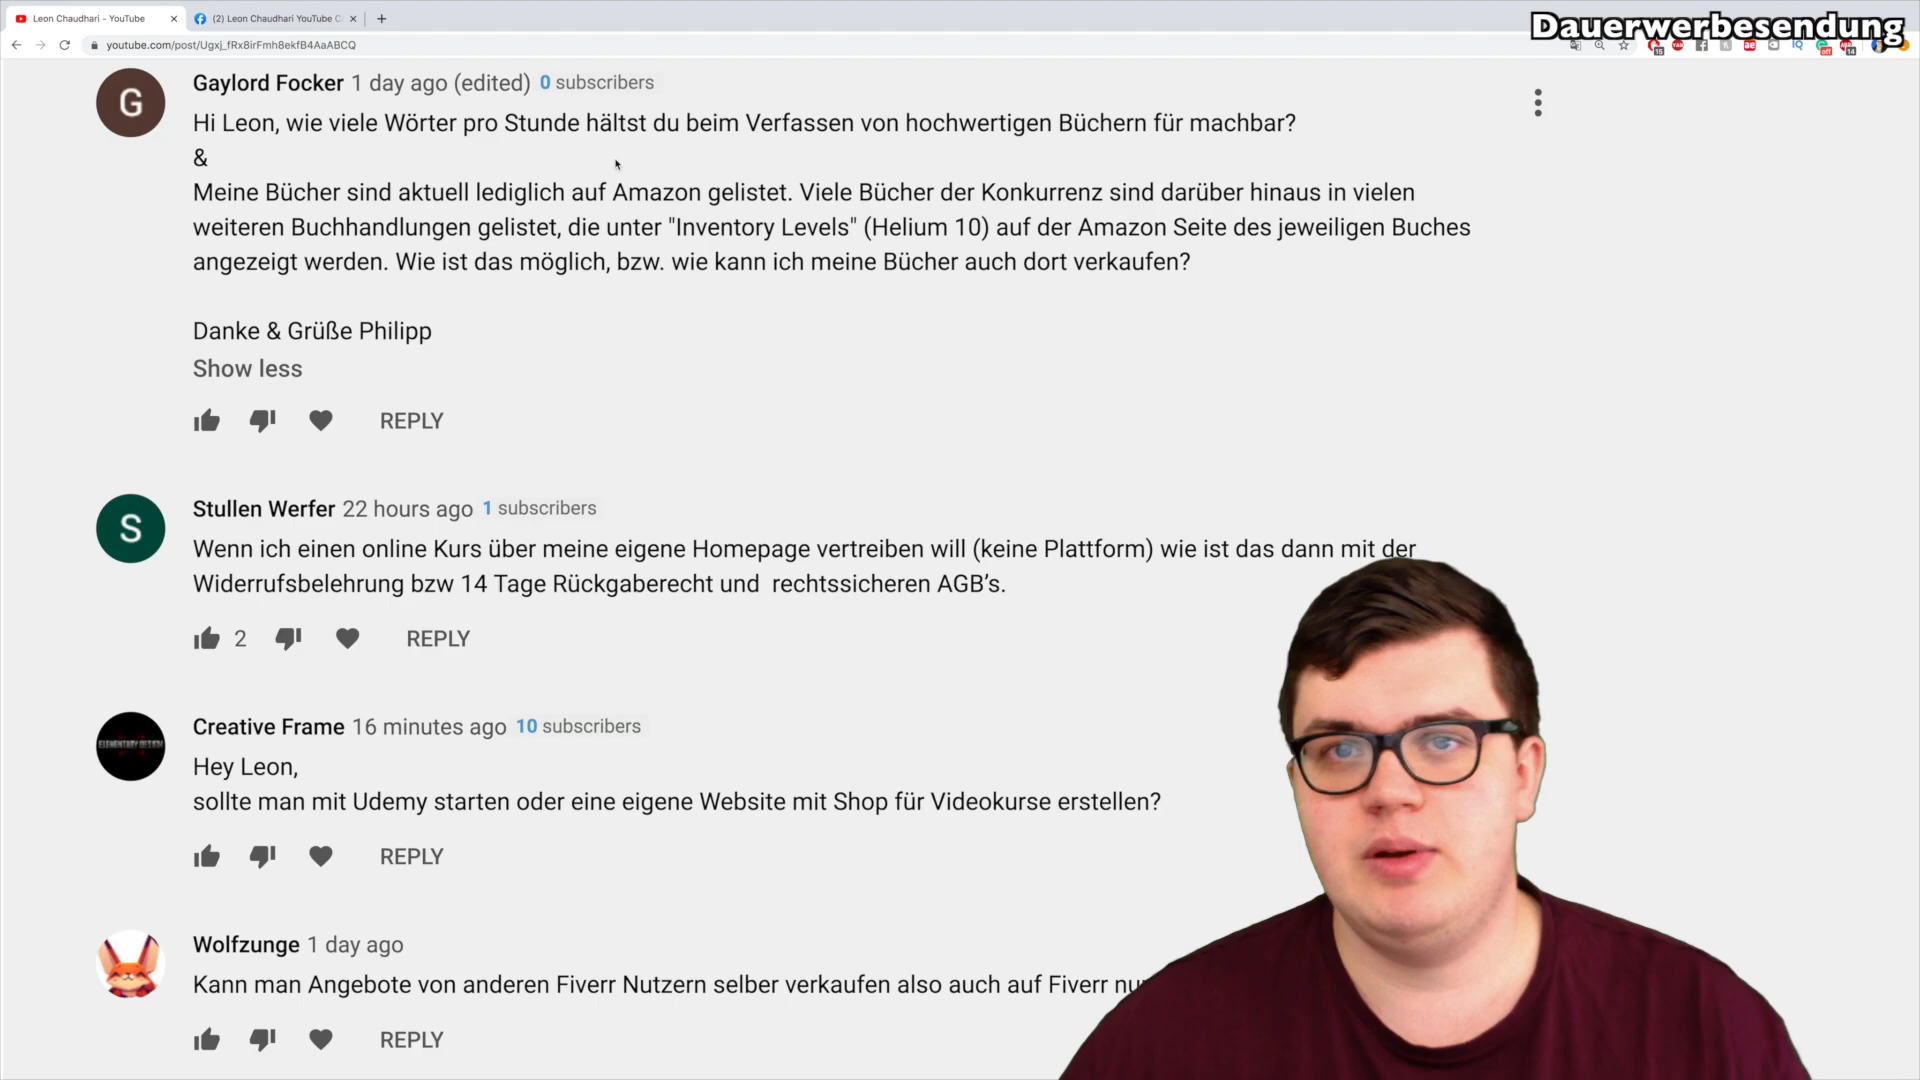 Leon Chaudhari - YouTube
(2) Leon Chaudhari YouTube C
Dauerwerbesendung
youtube.com/post/Ugxj_fRx8irFmh8ekfB4AaABCQ
Gaylord Focker 1 day ago (edited) 0 subscribers
Hi Leon, wie viele Wörter pro Stunde hältst du beim Verfassen von hochwertigen Büchern für machbar?
&
Meine Bücher sind aktuell lediglich auf Amazon gelistet. Viele Bücher der Konkurrenz sind darüber hinaus in vielen
weiteren Buchhandlungen gelistet, die unter "Inventory Levels" (Helium 10) auf der Amazon Seite des jeweiligen Buches
angezeigt werden. Wie ist das möglich, bzw. wie kann ich meine Bücher auch dort verkaufen?
Danke & Grüße Philipp
Show less
REPLY
Stullen Werfer 22 hours ago 1 subscribers
Wenn ich einen online Kurs über meine eigene Homepage vertreiben will (keine Plattform) wie ist das dann mit der
Widerrufsbelehrung bzw 14 Tage Rückgaberecht und rechtssicheren AGB's.
2 REPLY
Creative Frame 16 minutes ago 10 subscribers
Hey Leon,
sollte man mit Udemy starten oder eine eigene Website mit Shop für Videokurse erstellen?
REPLY
Wolfzunge 1 day ago
Kann man Angebote von anderen Fiverr Nutzern selber verkaufen also auch auf Fiverr nu
REPLY